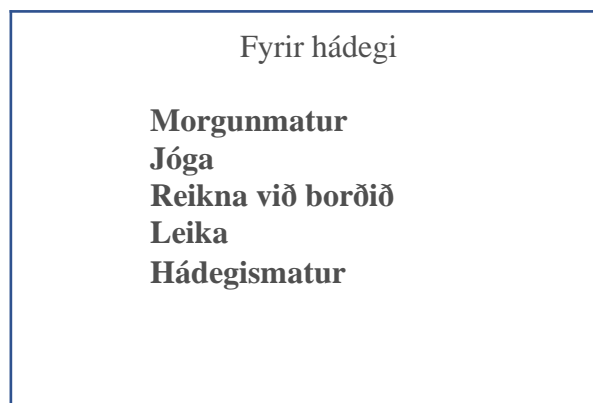 Fyrir hádegi
Morgunmatur
Jóga
Reikna við borðið
Leika
Hádegismatur